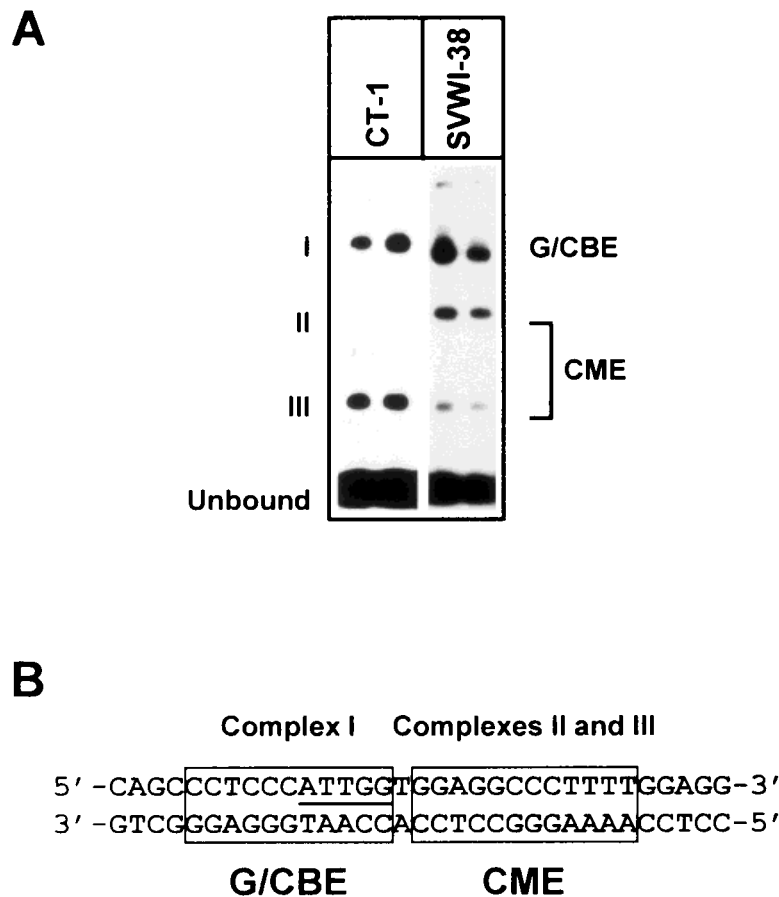 A
CT-1
SVWI-38
I
G/CBE
II
CME
III
Unbound
B
Complex I
Complexes II and III
5′-CAGCCCTCCCATTGGTGGAGGCCCTTTTGGAGG-3′
3′-GTCGGGAGGGTAACCACCTCCGGGAAAACCTCC-5′
G/CBE
CME